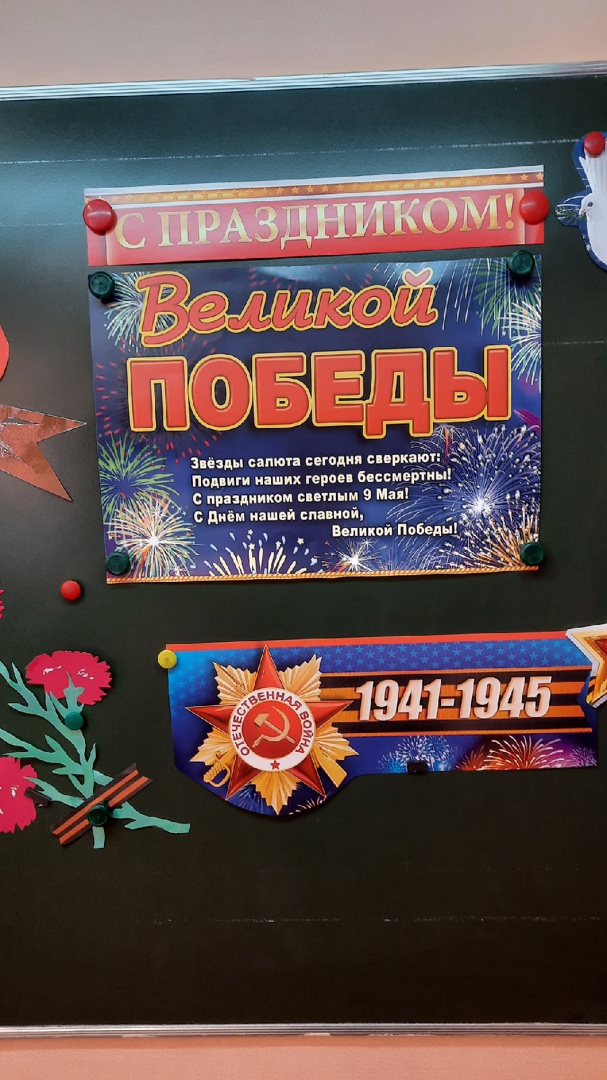 С ПРАЗДНИКОМ!
Великой
ПОБЕДЫ
Звёзды салюта сегодня сверкают:
Подвиги наших героев бессмертны!
С праздником светлым 9 Мая!
С Днём нашей славной,
Великой Победы!
1941-1945
ОТЕЧЕСТВЕННАЯ ВОЙНА